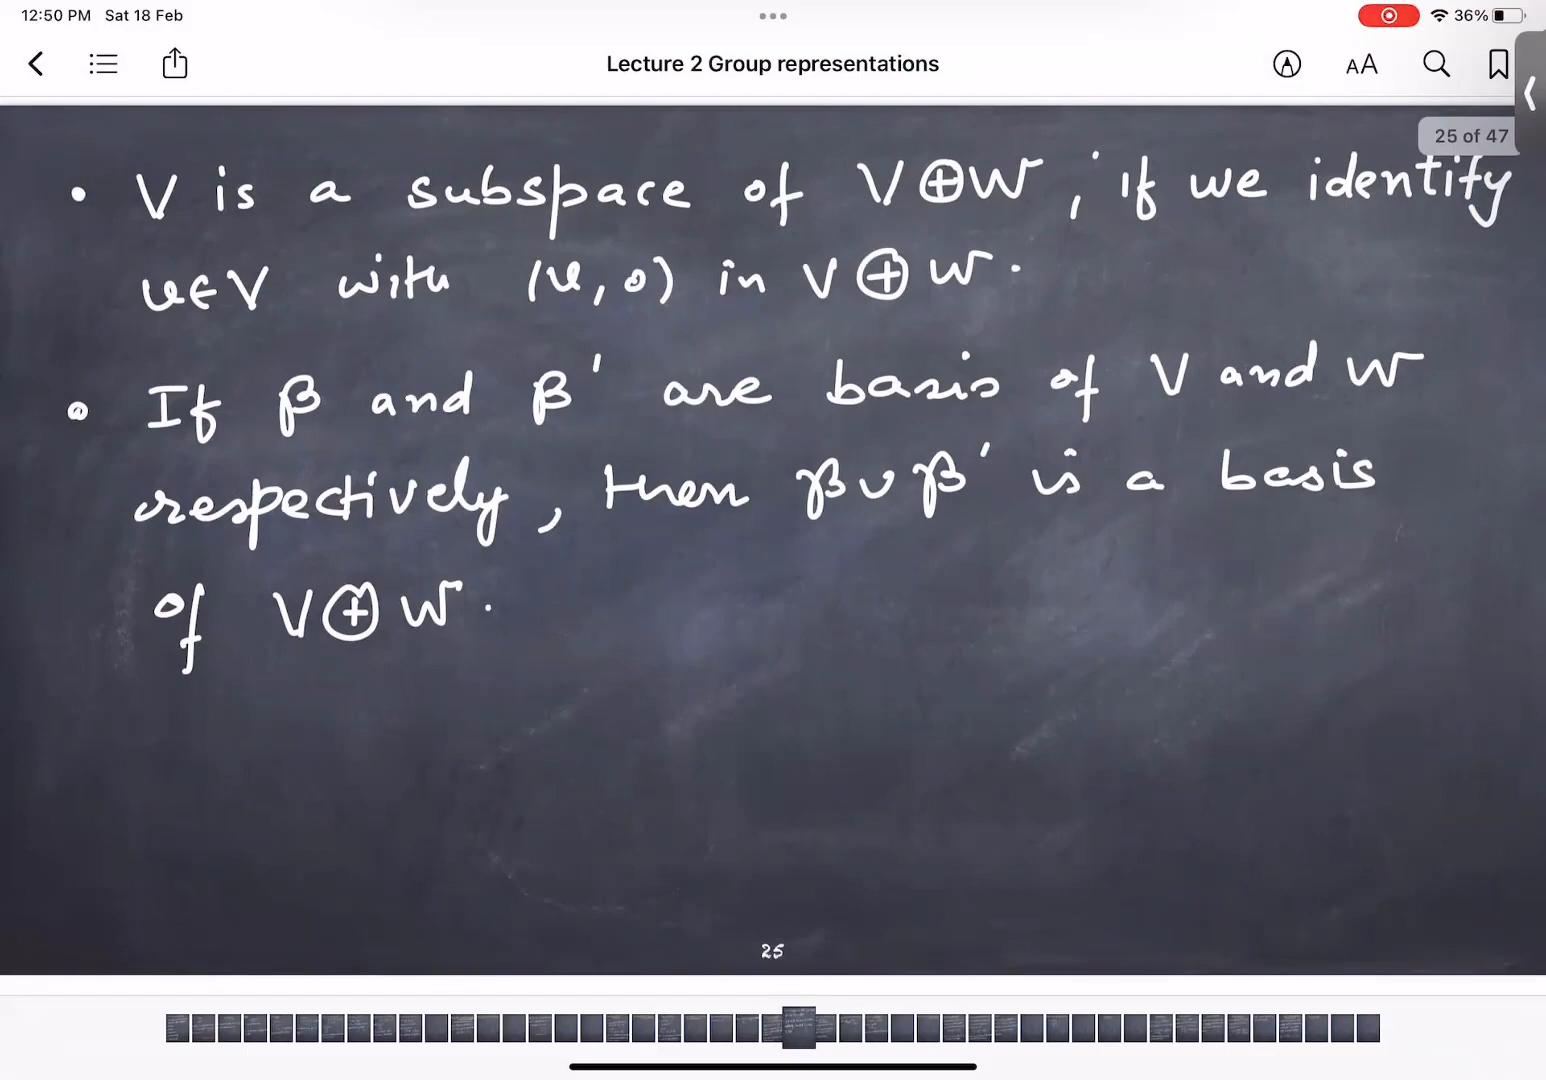 12:50 PM Sat 18 Feb
36%
Lecture 2 Group representations
AA
25 of 47
• V is a subspace of V⊕W, if we identify
v∈V with (v,0) in V⊕W.
• If β and β' are basis of V and W
respectively, then β∪β' is a basis
of V⊕W.
25